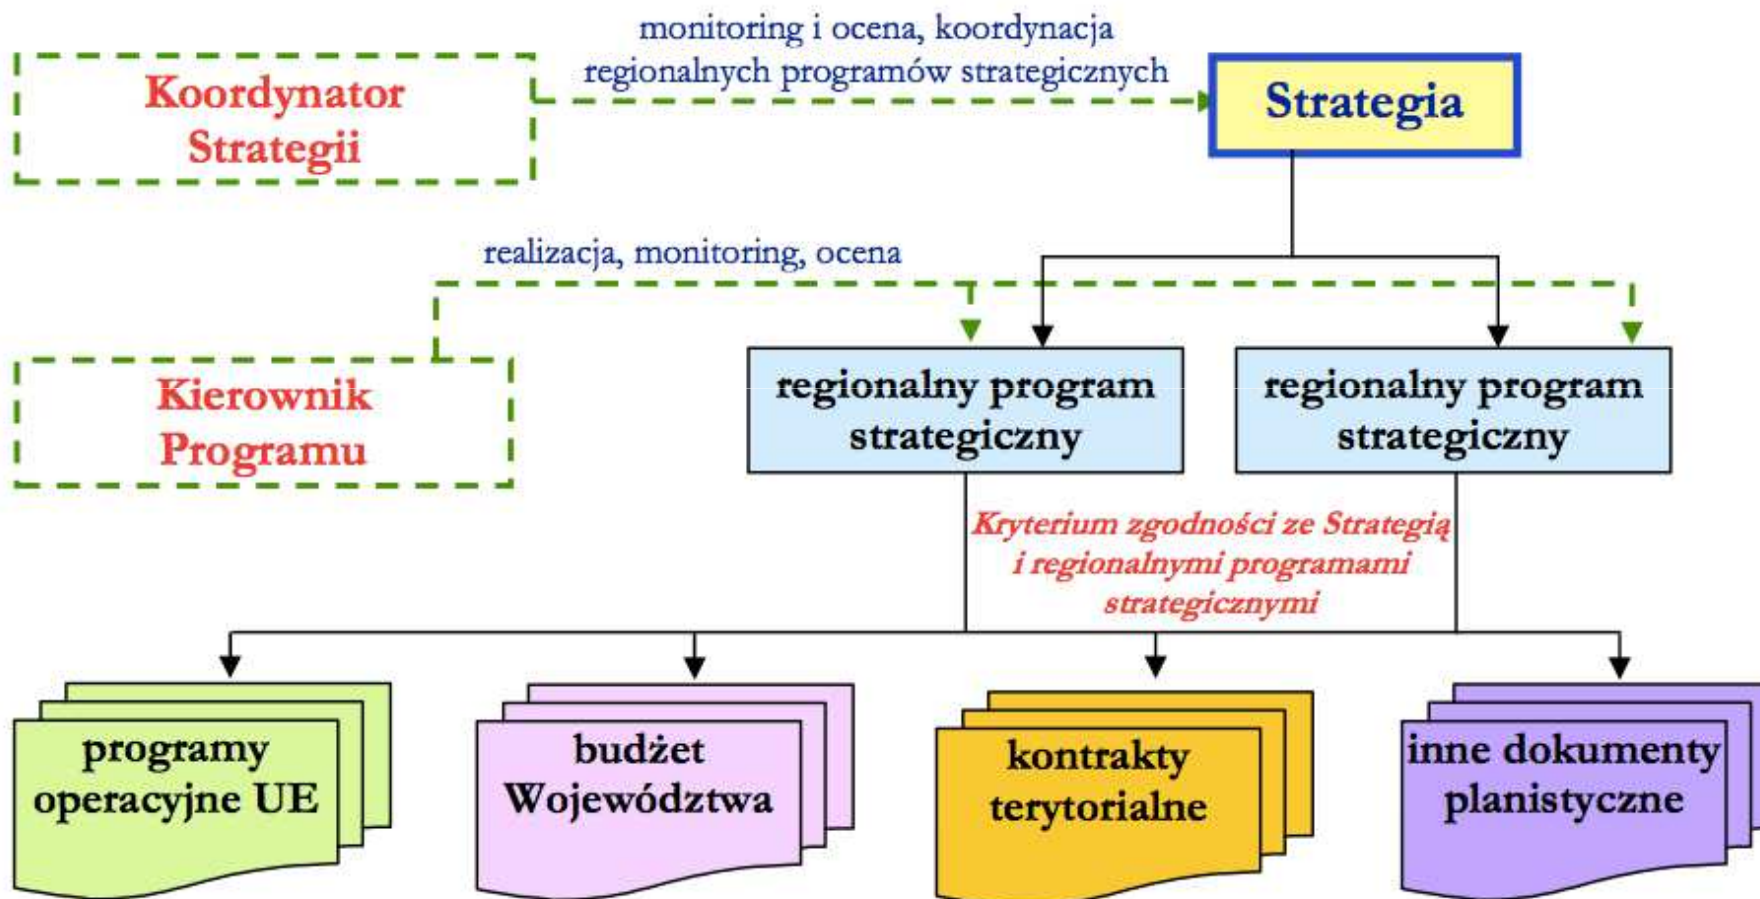 monitoring i ocena, koordynacja
regionalnych programów strategicznych
Koordynator
Strategii
Strategia
realizacja, monitoring, ocena
Kierownik
Programu
regionalny program
strategiczny
regionalny program
strategiczny
Kryterium zgodności ze Strategią
i regionalnymi programami
strategicznymi
programy
operacyjne UE
budżet
Województwa
kontrakty
terytorialne
inne dokumenty
planistyczne